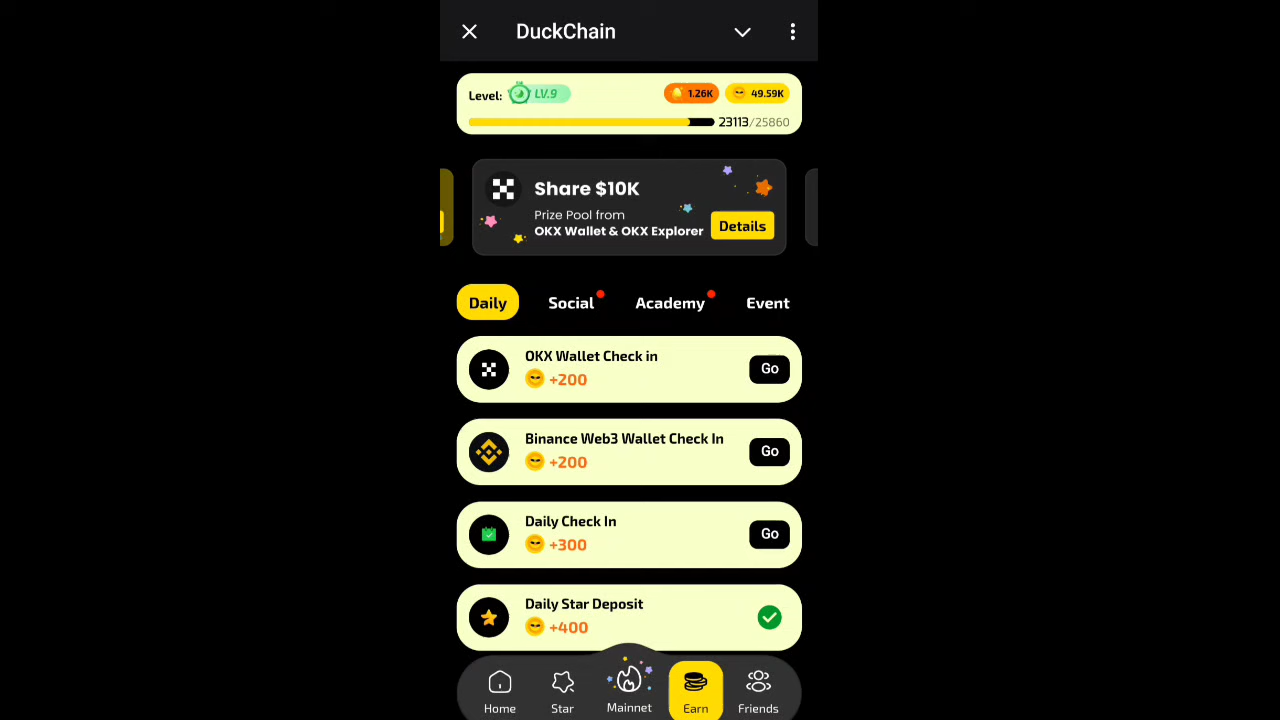 DuckChain
Level: LV.9 1.26K 49.59K
23113/25860
Share $10K
Prize Pool from
OKX Wallet & OKX Explorer
Details
Daily Social Academy Event
OKX Wallet Check in
+200
Go
Binance Web3 Wallet Check In
+200
Go
Daily Check In
+300
Go
Daily Star Deposit
+400
Home Star Mainnet Earn Friends